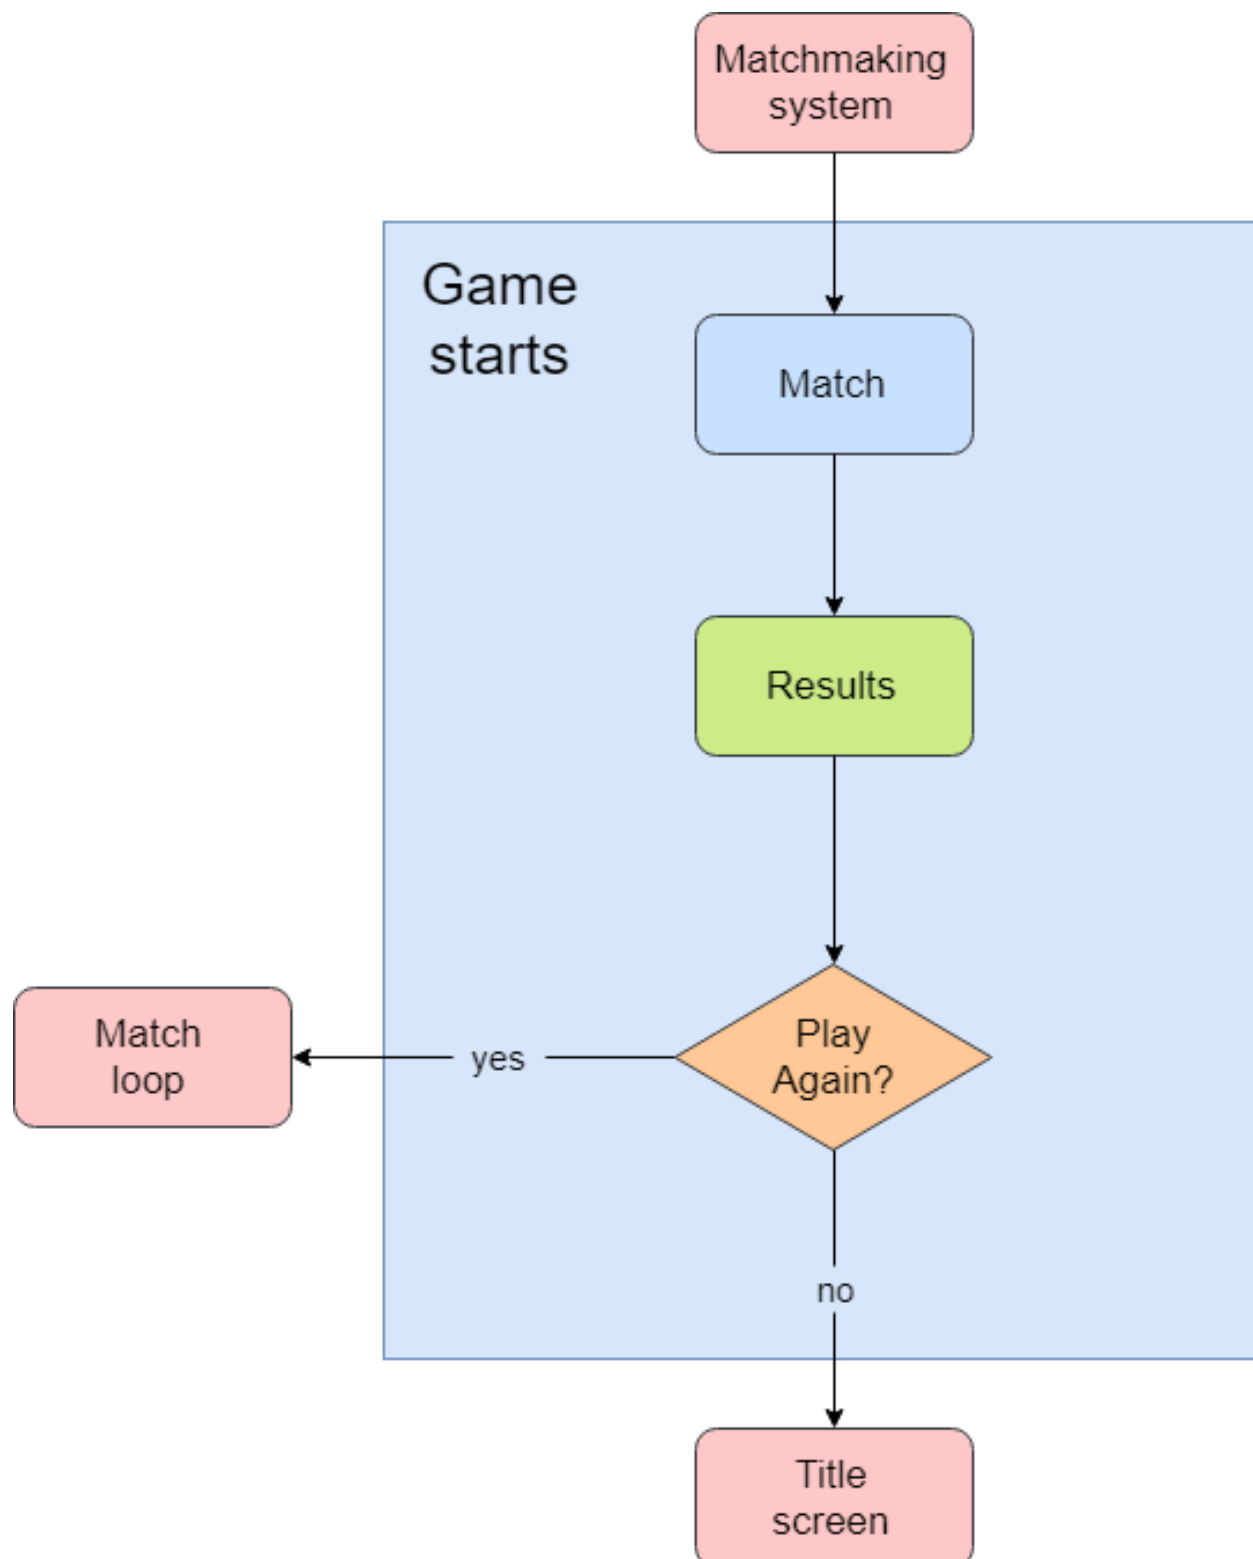 Matchmaking
system
Game
starts
Match
Results
Play
Again?
yes
Match
loop
no
Title
screen